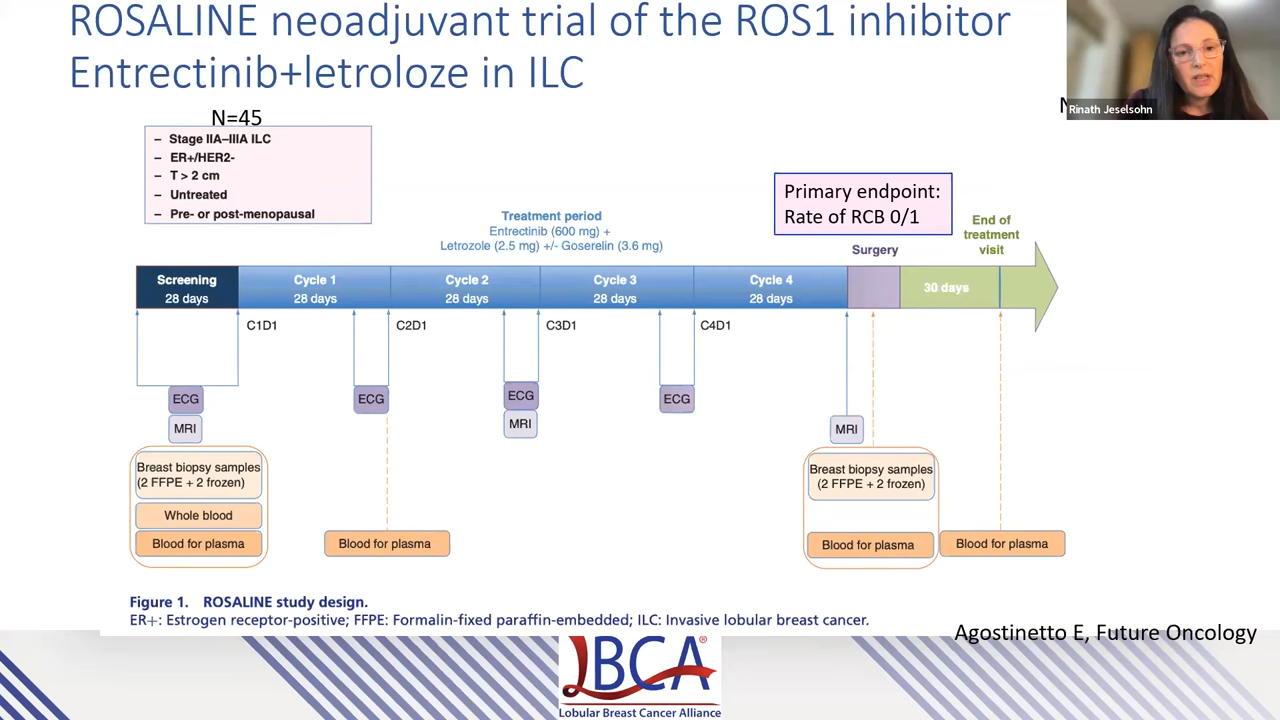 ROSALINE neoadjuvant trial of the ROS1 inhibitor
Entrectinib+letroloze in ILC
Rinath Jeselsohn
N=45
– Stage IIA–IIIA ILC
– ER+/HER2-
– T > 2 cm
– Untreated
– Pre- or post-menopausal
Primary endpoint:
Rate of RCB 0/1
Treatment period
Entrectinib (600 mg) +
Letrozole (2.5 mg) +/- Goserelin (3.6 mg)
Surgery
End of
treatment
visit
Screening
28 days
Cycle 1
28 days
Cycle 2
28 days
Cycle 3
28 days
Cycle 4
28 days
30 days
C1D1
C2D1
C3D1
C4D1
ECG
MRI
ECG
ECG
MRI
ECG
MRI
Breast biopsy samples
(2 FFPE + 2 frozen)
Whole blood
Blood for plasma
Blood for plasma
Breast biopsy samples
(2 FFPE + 2 frozen)
Blood for plasma
Blood for plasma
Figure 1. ROSALINE study design.
ER+: Estrogen receptor-positive; FFPE: Formalin-fixed paraffin-embedded; ILC: Invasive lobular breast cancer.
Agostinetto E, Future Oncology
LBCA®
Lobular Breast Cancer Alliance